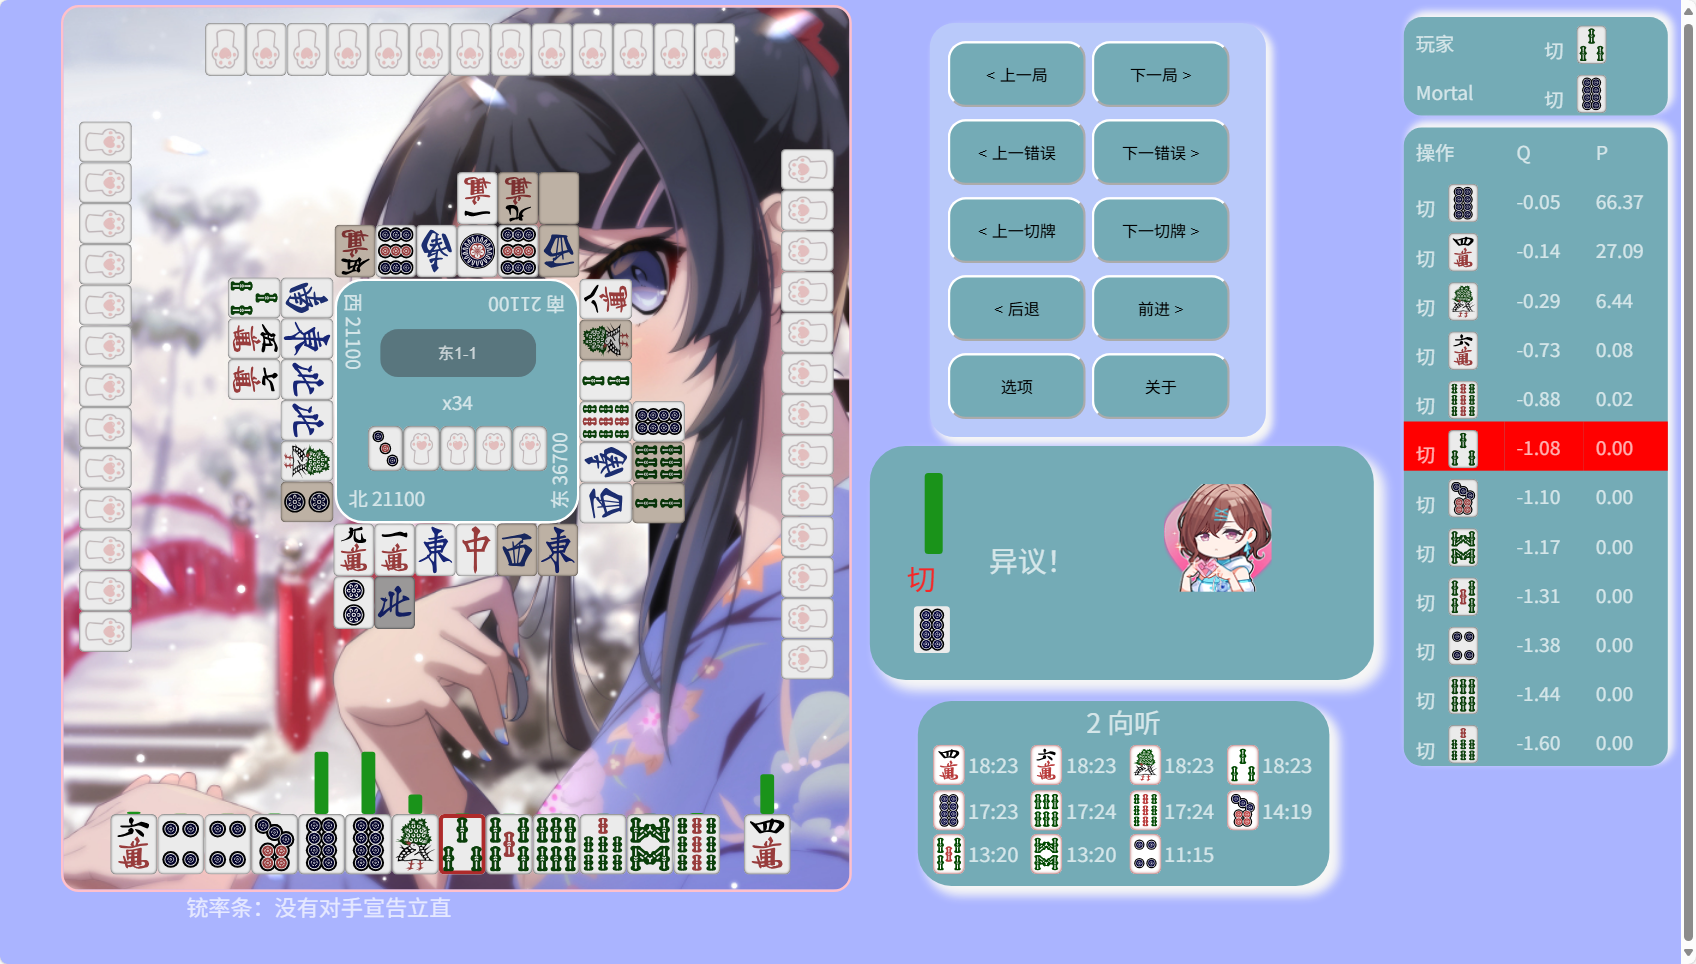 西 21100
南 21100
东1-1
x34
北 21100
东 36700
铳率条：没有对手宣告立直
< 上一局
下一局 >
< 上一错误
下一错误 >
< 上一切牌
下一切牌 >
< 后退
前进 >
选项
关于
切
异议！
2 向听
18:23 18:23 18:23 18:23
17:23 17:24 17:24 14:19
13:20 13:20 11:15
玩家 切
Mortal 切
操作 Q P
切 -0.05 66.37
切 -0.14 27.09
切 -0.29 6.44
切 -0.73 0.08
切 -0.88 0.02
切 -1.08 0.00
切 -1.10 0.00
切 -1.17 0.00
切 -1.31 0.00
切 -1.38 0.00
切 -1.44 0.00
切 -1.60 0.00